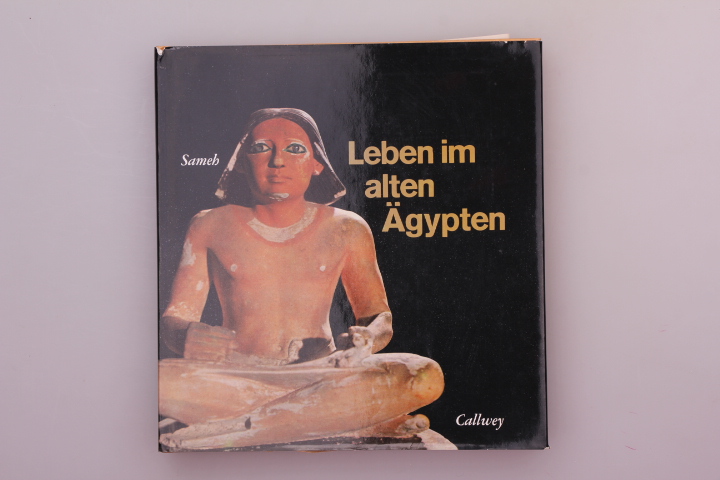 Sameh
Leben im
alten
Ägypten
Callwey